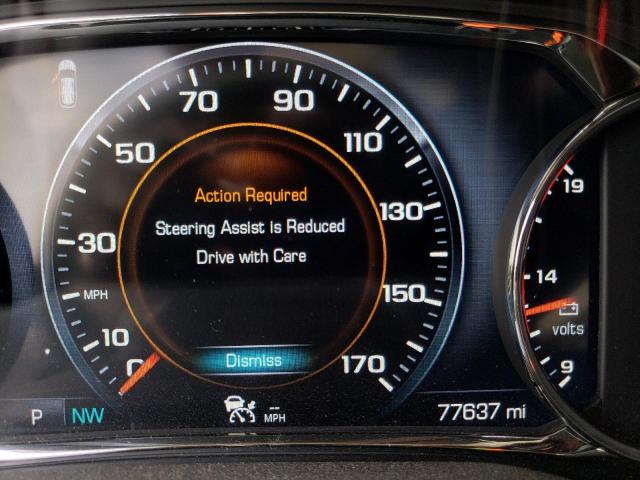 70
90
50
110
Action Required
19
130
Steering Assist is Reduced
30
Drive with Care
14
MPH
150
volts
10
0
Dismiss
170
9
P NW
-- MPH
77637 mi